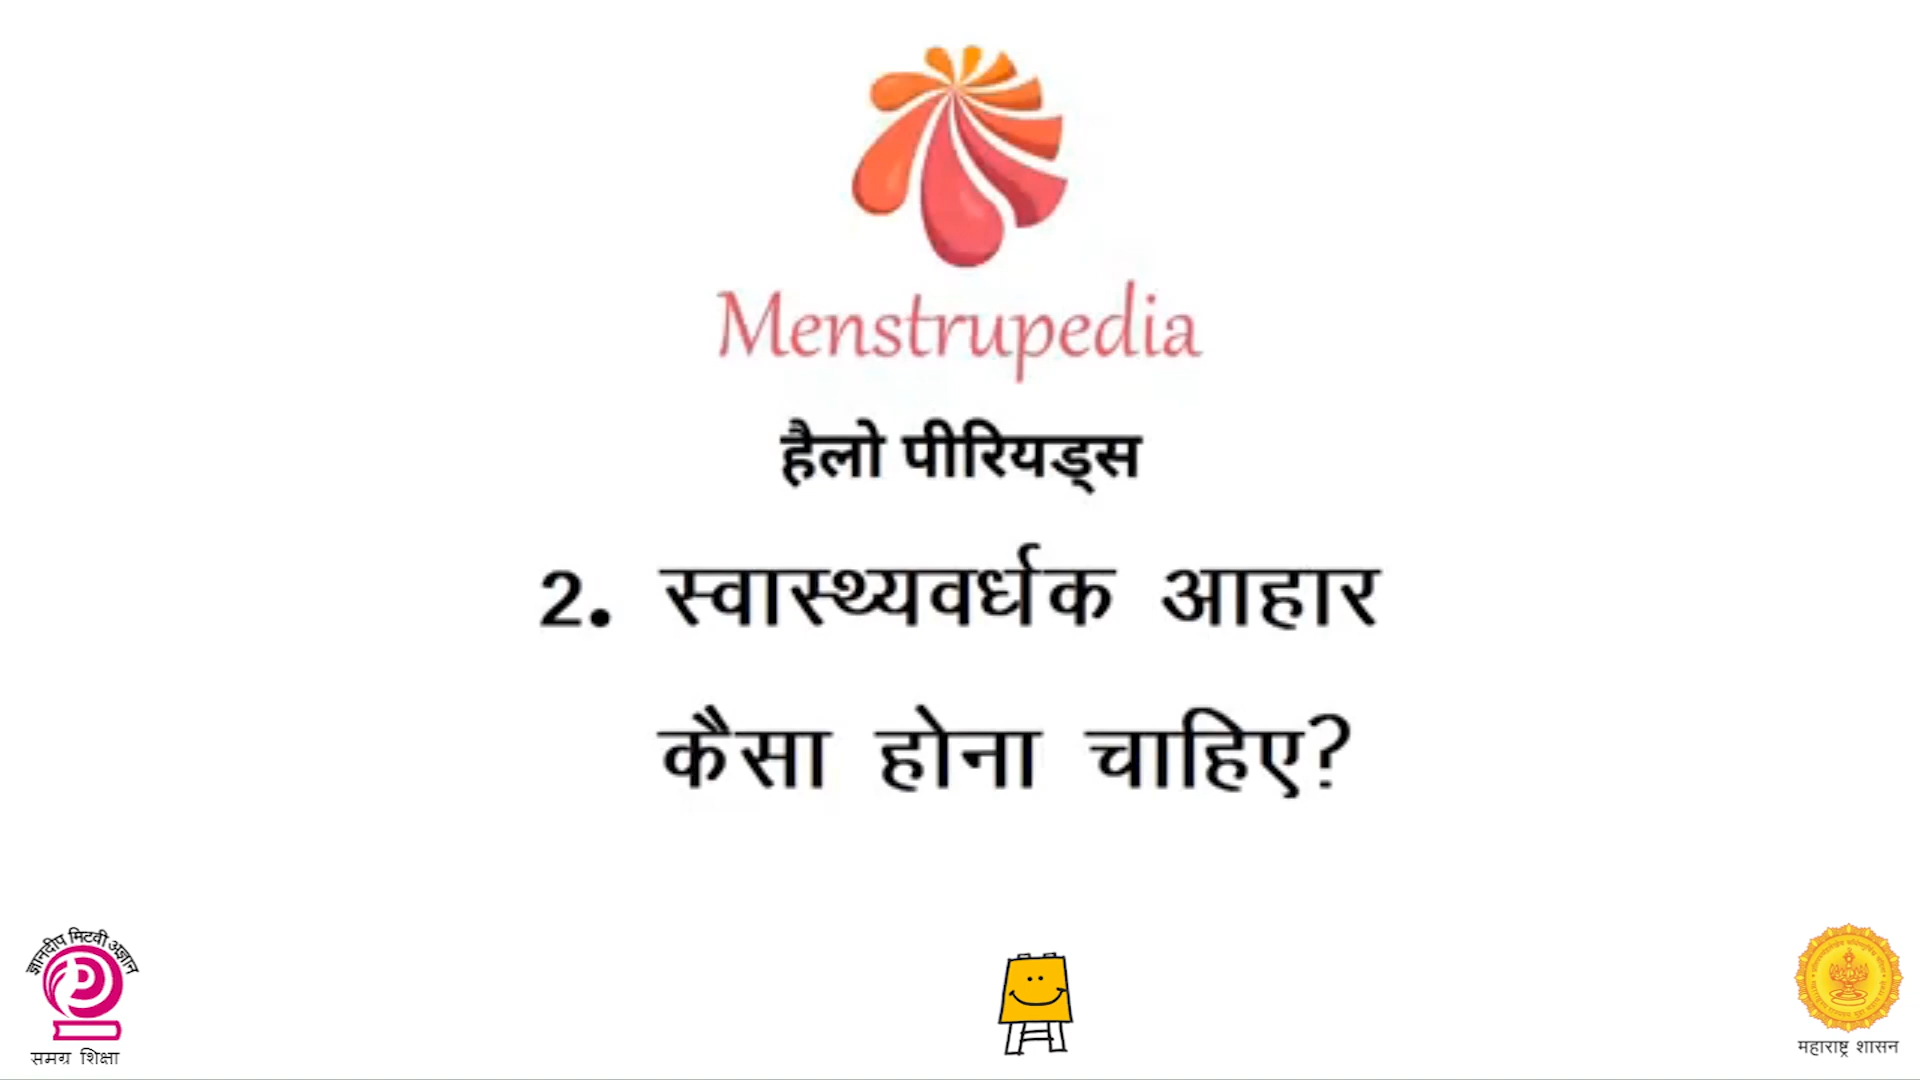 Menstrupedia
हैलो पीरियड्स
2. स्वास्थ्यवर्धक आहार
कैसा होना चाहिए?
ज्ञानदीप मिटवी अज्ञान
समग्र शिक्षा
महाराष्ट्र शासन